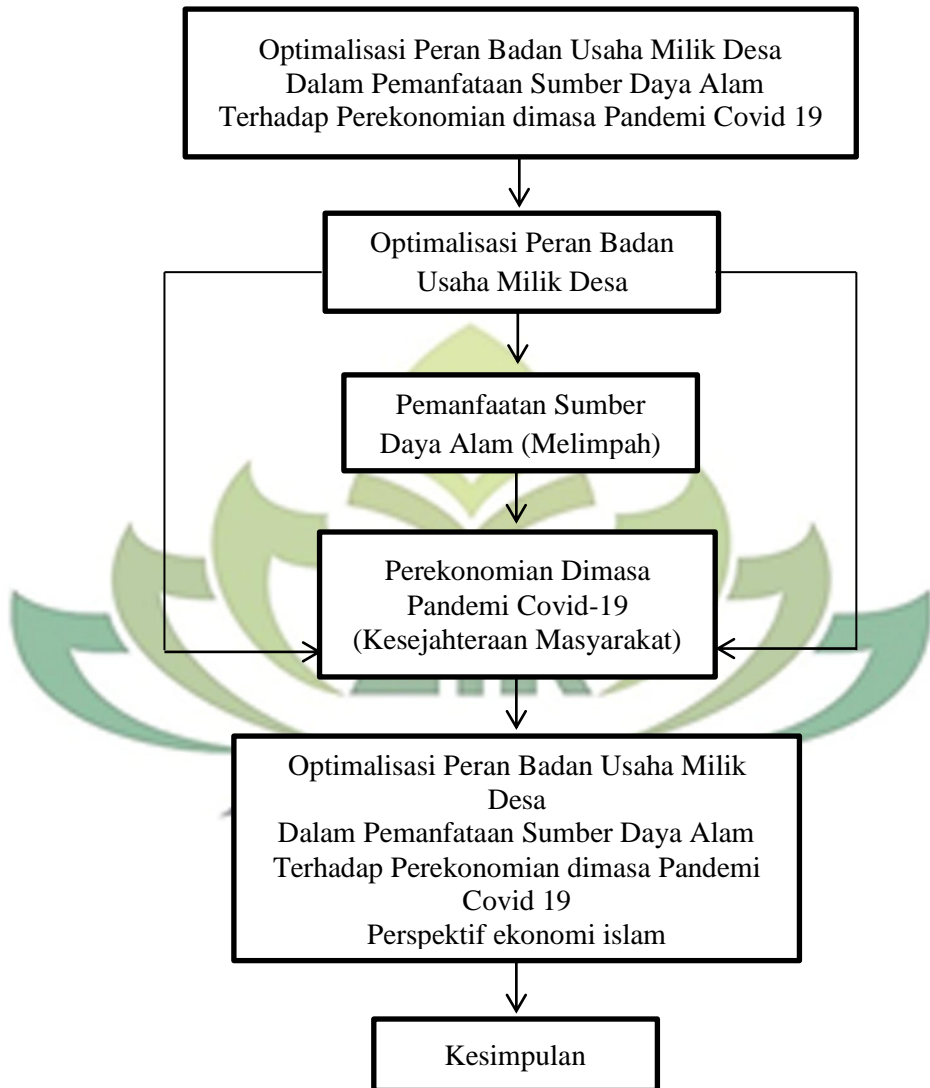 Optimalisasi Peran Badan Usaha Milik Desa
Dalam Pemanfataan Sumber Daya Alam
Terhadap Perekonomian dimasa Pandemi Covid 19
Optimalisasi Peran Badan
Usaha Milik Desa
Pemanfaatan Sumber
Daya Alam (Melimpah)
Perekonomian Dimasa
Pandemi Covid-19
(Kesejahteraan Masyarakat)
Optimalisasi Peran Badan Usaha Milik
Desa
Dalam Pemanfataan Sumber Daya Alam
Terhadap Perekonomian dimasa Pandemi
Covid 19
Perspektif ekonomi islam
Kesimpulan